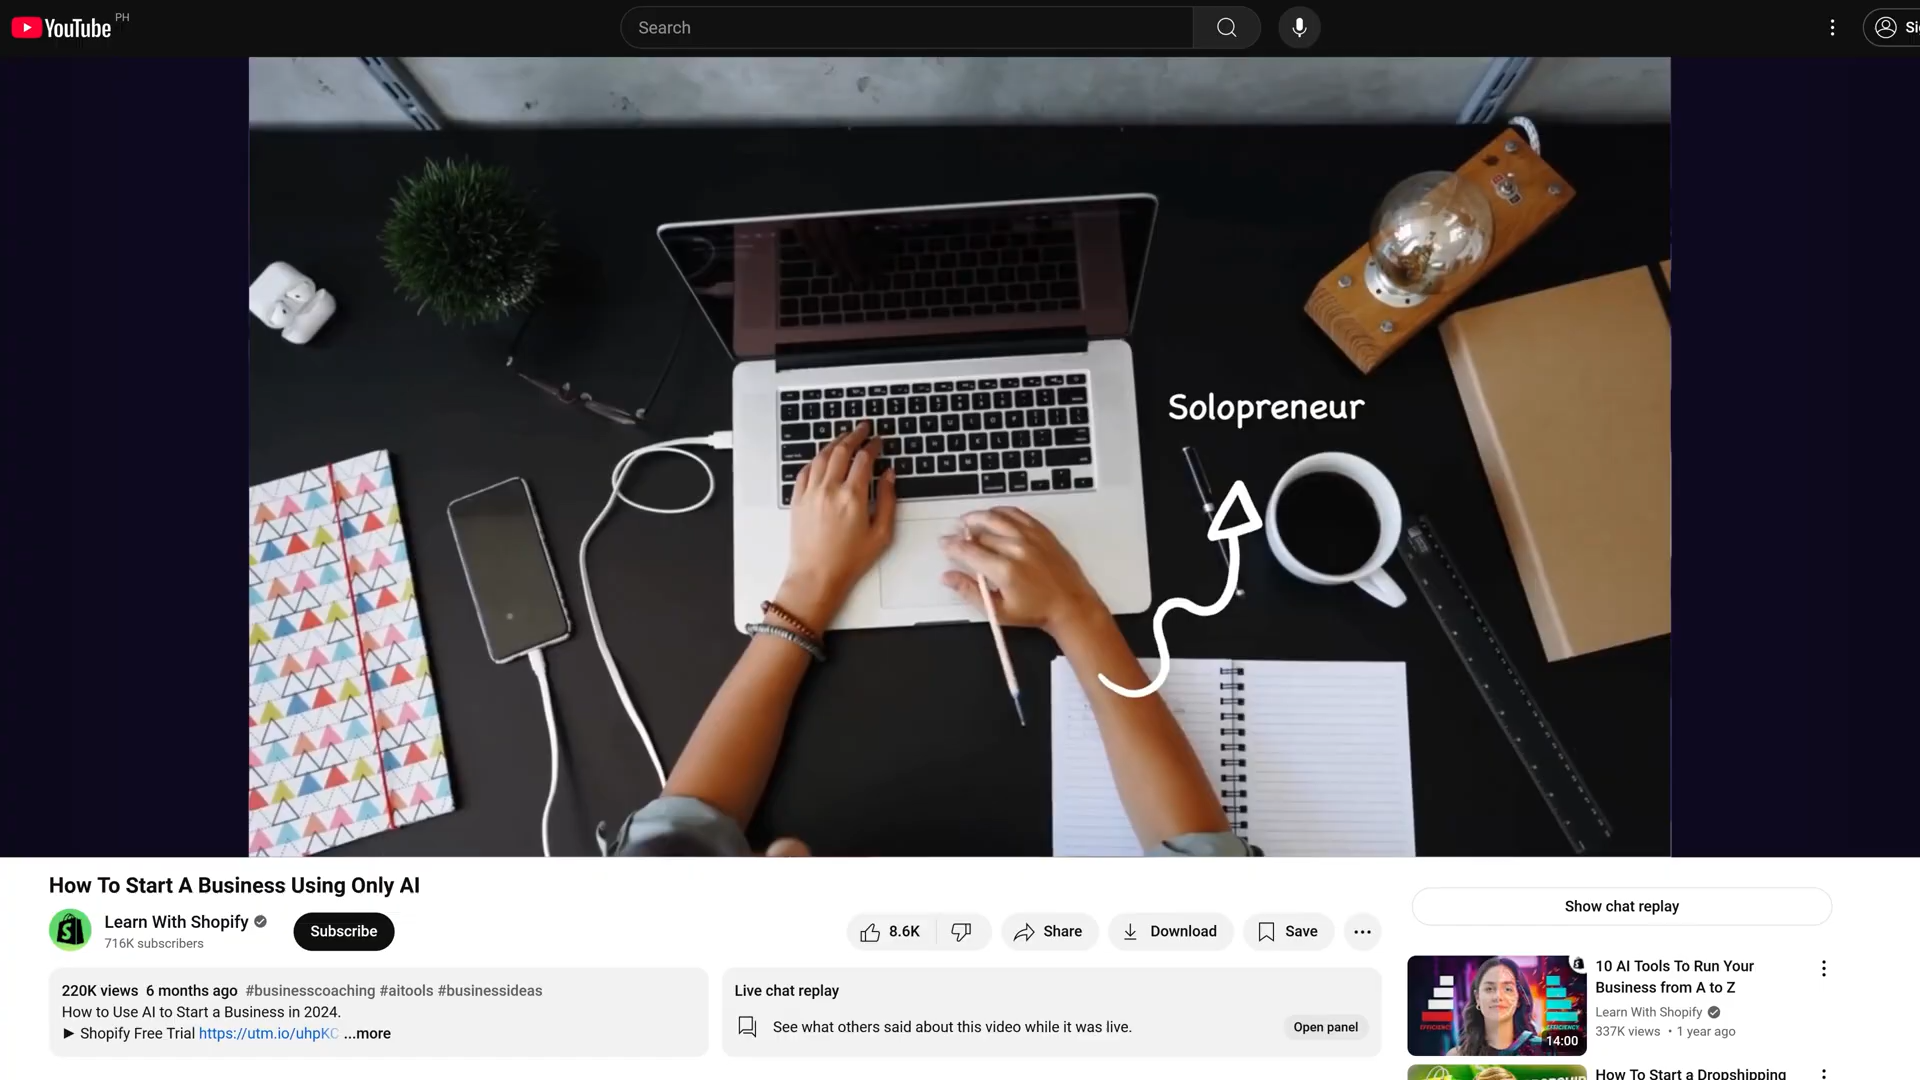 YouTube PH
Search
Solopreneur
How To Start A Business Using Only AI
Learn With Shopify
716K subscribers
Subscribe
8.6K
Share
Download
Save
220K views 6 months ago #businesscoaching #aitools #businessideas
How to Use AI to Start a Business in 2024.
► Shopify Free Trial https://utm.io/uhpKC ...more
Live chat replay
See what others said about this video while it was live.
Open panel
Show chat replay
10 AI Tools To Run Your
Business from A to Z
Learn With Shopify
337K views • 1 year ago
14:00
How To Start a Dropshipping